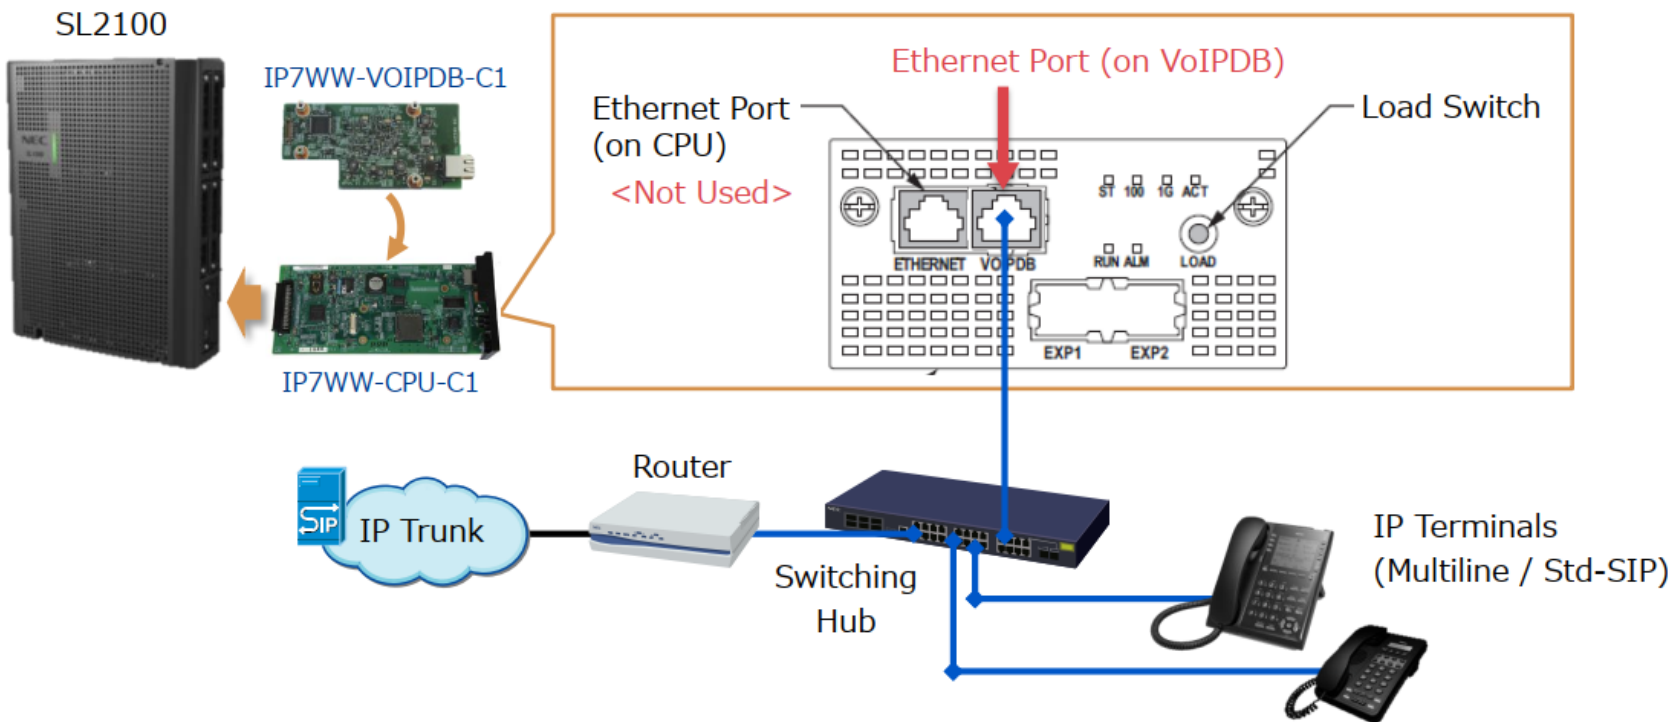 SL2100
NEC
IP7WW-VOIPDB-C1
IP7WW-CPU-C1
Ethernet Port (on VoIPDB)
Ethernet Port
(on CPU)
<Not Used>
Load Switch
ST 100 1G ACT
ETHERNET VOIPDB
RUN ALM LOAD
EXP1 EXP2
SIP
IP Trunk
Router
Switching
Hub
IP Terminals
(Multiline / Std-SIP)